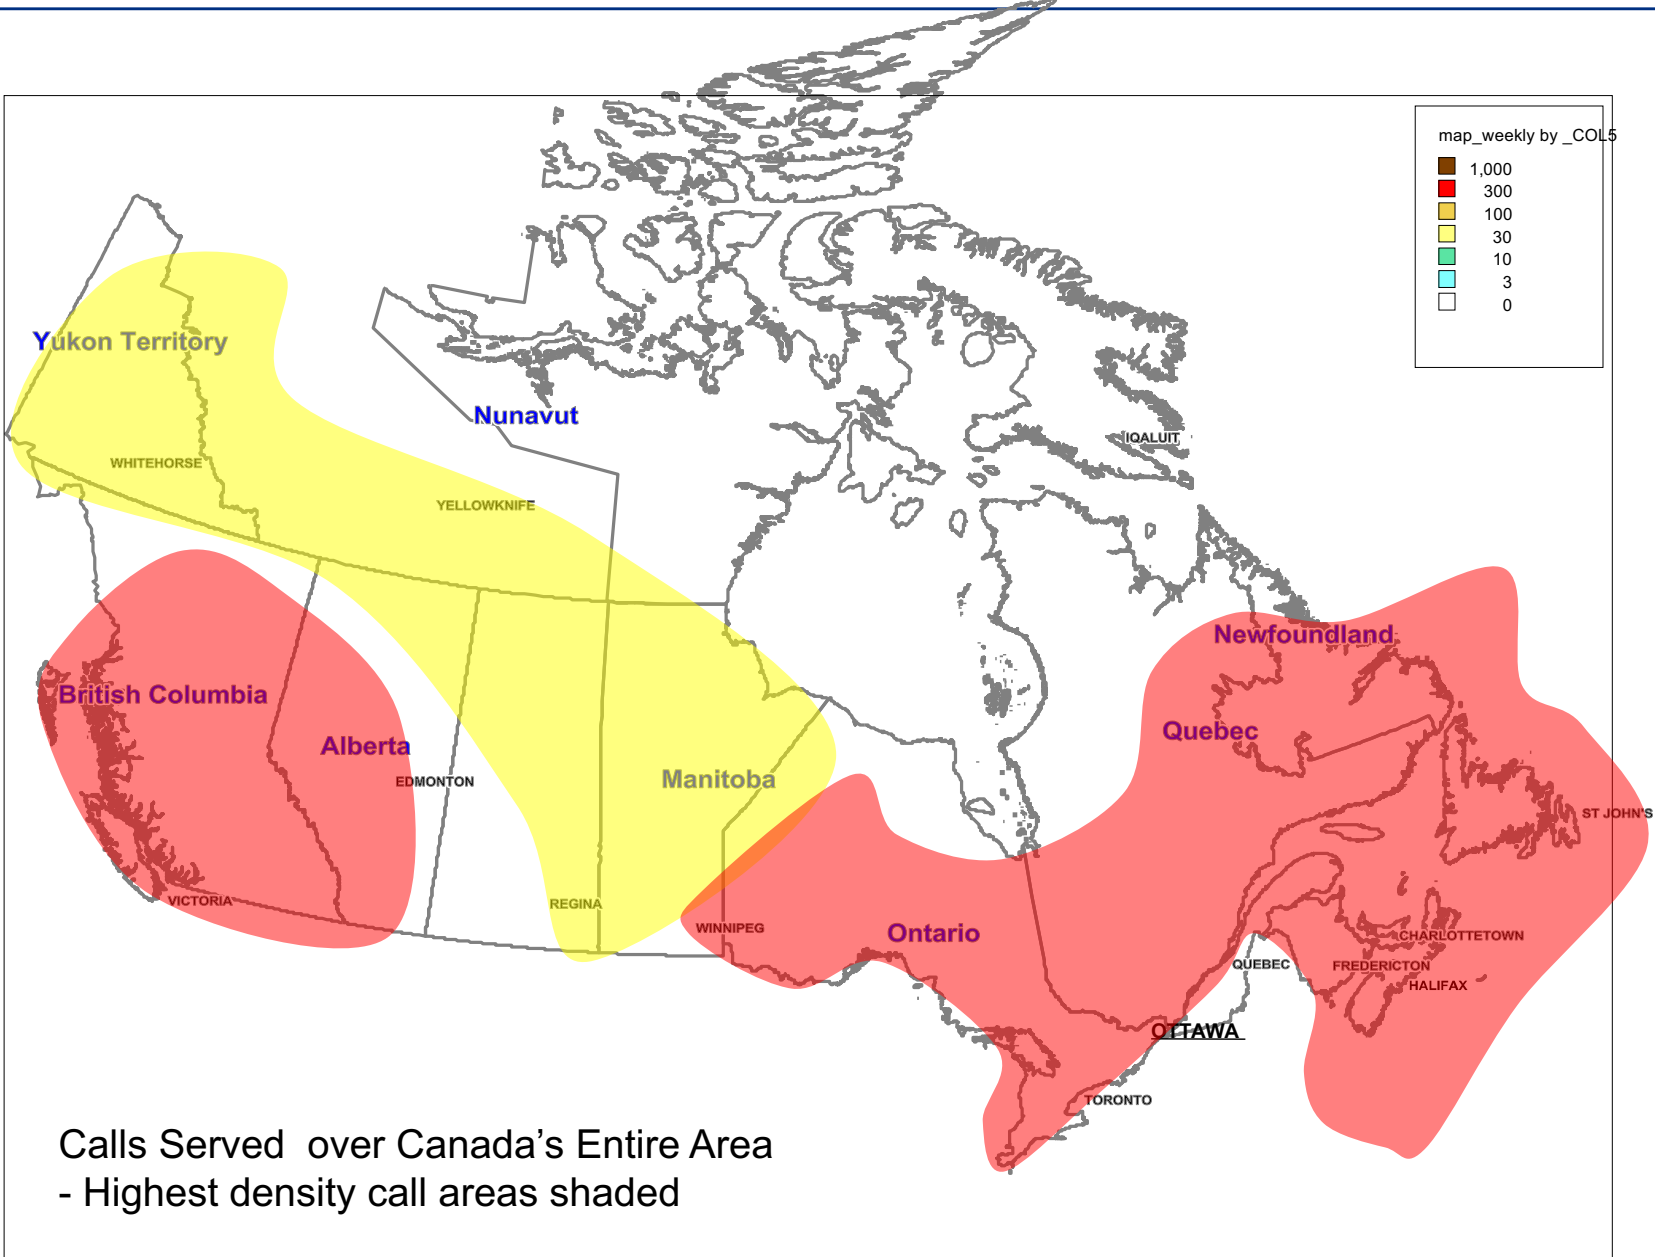 map_weekly by _COL5
1,000
300
100
30
10
3
0
Yukon Territory
Nunavut
IQALUIT
WHITEHORSE
YELLOWKNIFE
Newfoundland
British Columbia
Quebec
Alberta
EDMONTON
Manitoba
ST JOHN'S
VICTORIA
REGINA
WINNIPEG
Ontario
CHARLOTTETOWN
QUEBEC
FREDERICTON
HALIFAX
OTTAWA
TORONTO
Calls Served over Canada’s Entire Area
- Highest density call areas shaded